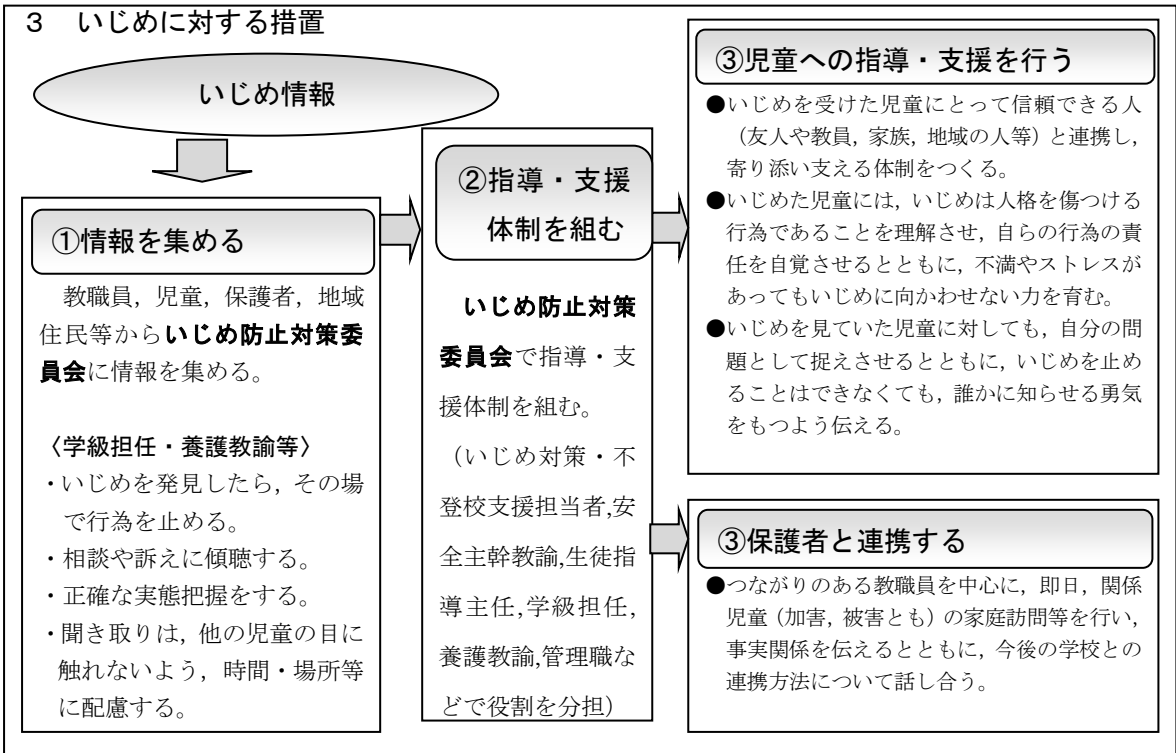 ３　いじめに対する措置
いじめ情報
①情報を集める
教職員，児童，保護者，地域
住民等からいじめ防止対策委
員会に情報を集める。
〈学級担任・養護教諭等〉
・いじめを発見したら，その場
で行為を止める。
・相談や訴えに傾聴する。
・正確な実態把握をする。
・聞き取りは，他の児童の目に
触れないよう，時間・場所等
に配慮する。
②指導・支援
体制を組む
いじめ防止対策
委員会で指導・支
援体制を組む。
（いじめ対策・不
登校支援担当者,安
全主幹教諭,生徒指
導主任,学級担任,
養護教諭,管理職な
どで役割を分担）
③児童への指導・支援を行う
●いじめを受けた児童にとって信頼できる人
（友人や教員，家族，地域の人等）と連携し，
寄り添い支える体制をつくる。
●いじめた児童には，いじめは人格を傷つける
行為であることを理解させ，自らの行為の責
任を自覚させるとともに，不満やストレスが
あってもいじめに向かわせない力を育む。
●いじめを見ていた児童に対しても，自分の問
題として捉えさせるとともに，いじめを止め
ることはできなくても，誰かに知らせる勇気
をもつよう伝える。
③保護者と連携する
●つながりのある教職員を中心に，即日，関係
児童（加害，被害とも）の家庭訪問等を行い，
事実関係を伝えるとともに，今後の学校との
連携方法について話し合う。